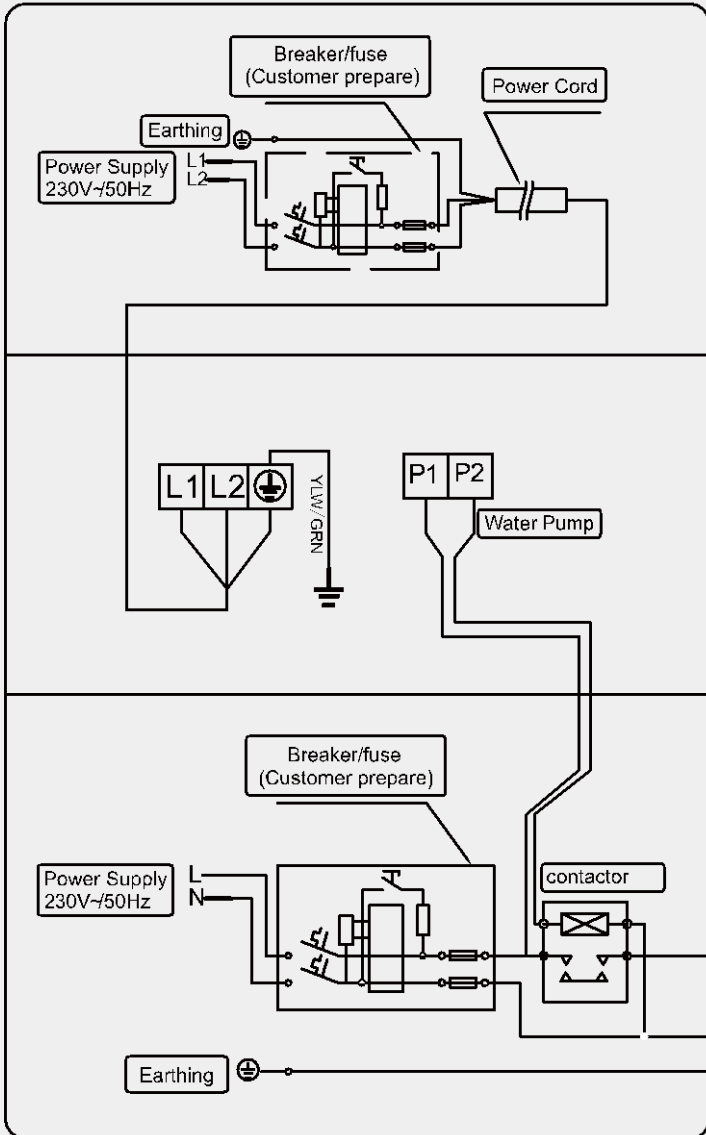 Breaker/fuse
(Customer prepare)
Power Cord
Earthing
Power Supply
230V~/50Hz
L1
L2
L1 L2
YLW/GRN
P1 P2
Water Pump
Breaker/fuse
(Customer prepare)
Power Supply
230V~/50Hz
L
N
contactor
Earthing